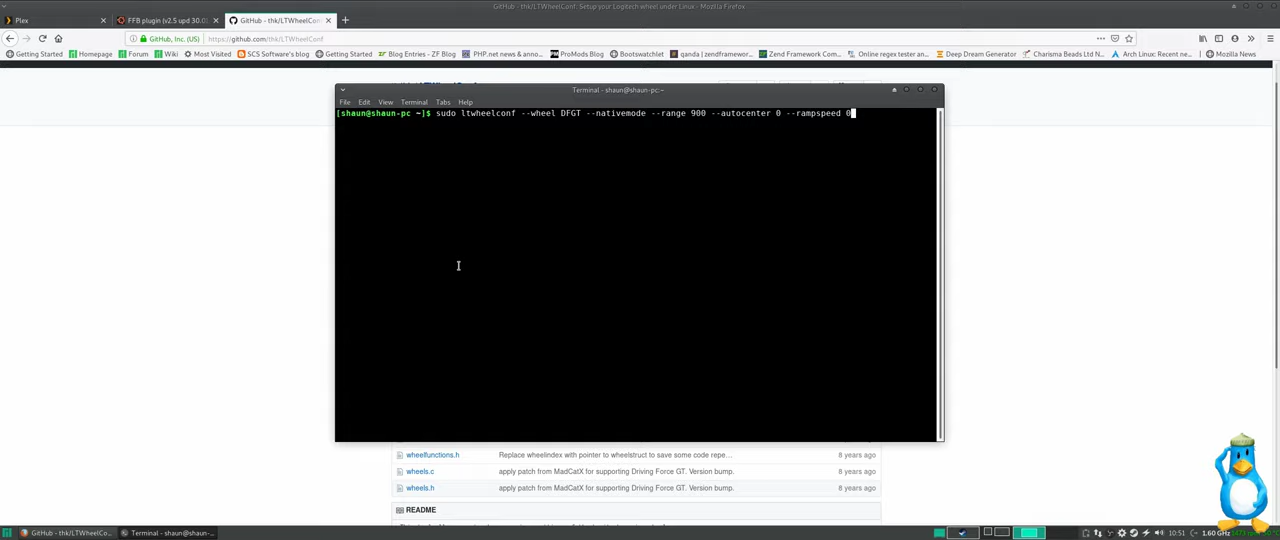 GitHub - thk/LTWheelConf: Setup your Logitech wheel under Linux - Mozilla Firefox
Plex
FFB plugin (v2.5 upd 30.0
GitHub - thk/LTWheelConf
GitHub, Inc. (US)
https://github.com/thk/LTWheelConf
Getting Started
Homepage
Forum
Wiki
Most Visited
SCS Software's blog
Getting Started
Blog Entries - ZF Blog
PHP.net news & anno...
ProMods Blog
Bootswatchlet
qanda | zendframewor...
Zend Framework Com...
Online regex tester an...
Deep Dream Generator
Charisma Beads Ltd N...
Arch Linux: Recent ne...
Mozilla News
Terminal - shaun@shaun-pc:~
File Edit View Terminal Tabs Help
[shaun@shaun-pc ~]$ sudo ltwheelconf --wheel DFGT --nativemode --range 900 --autocenter 0 --rampspeed 0
wheelfunctions.h Replace wheelindex with pointer to wheelstruct to save some code repe... 8 years ago
wheels.c apply patch from MadCatX for supporting Driving Force GT. Version bump. 8 years ago
wheels.h apply patch from MadCatX for supporting Driving Force GT. Version bump. 8 years ago
README
GitHub - thk/LTWheelCo...
Terminal - shaun@shaun-...
10:51
1.60 GHz